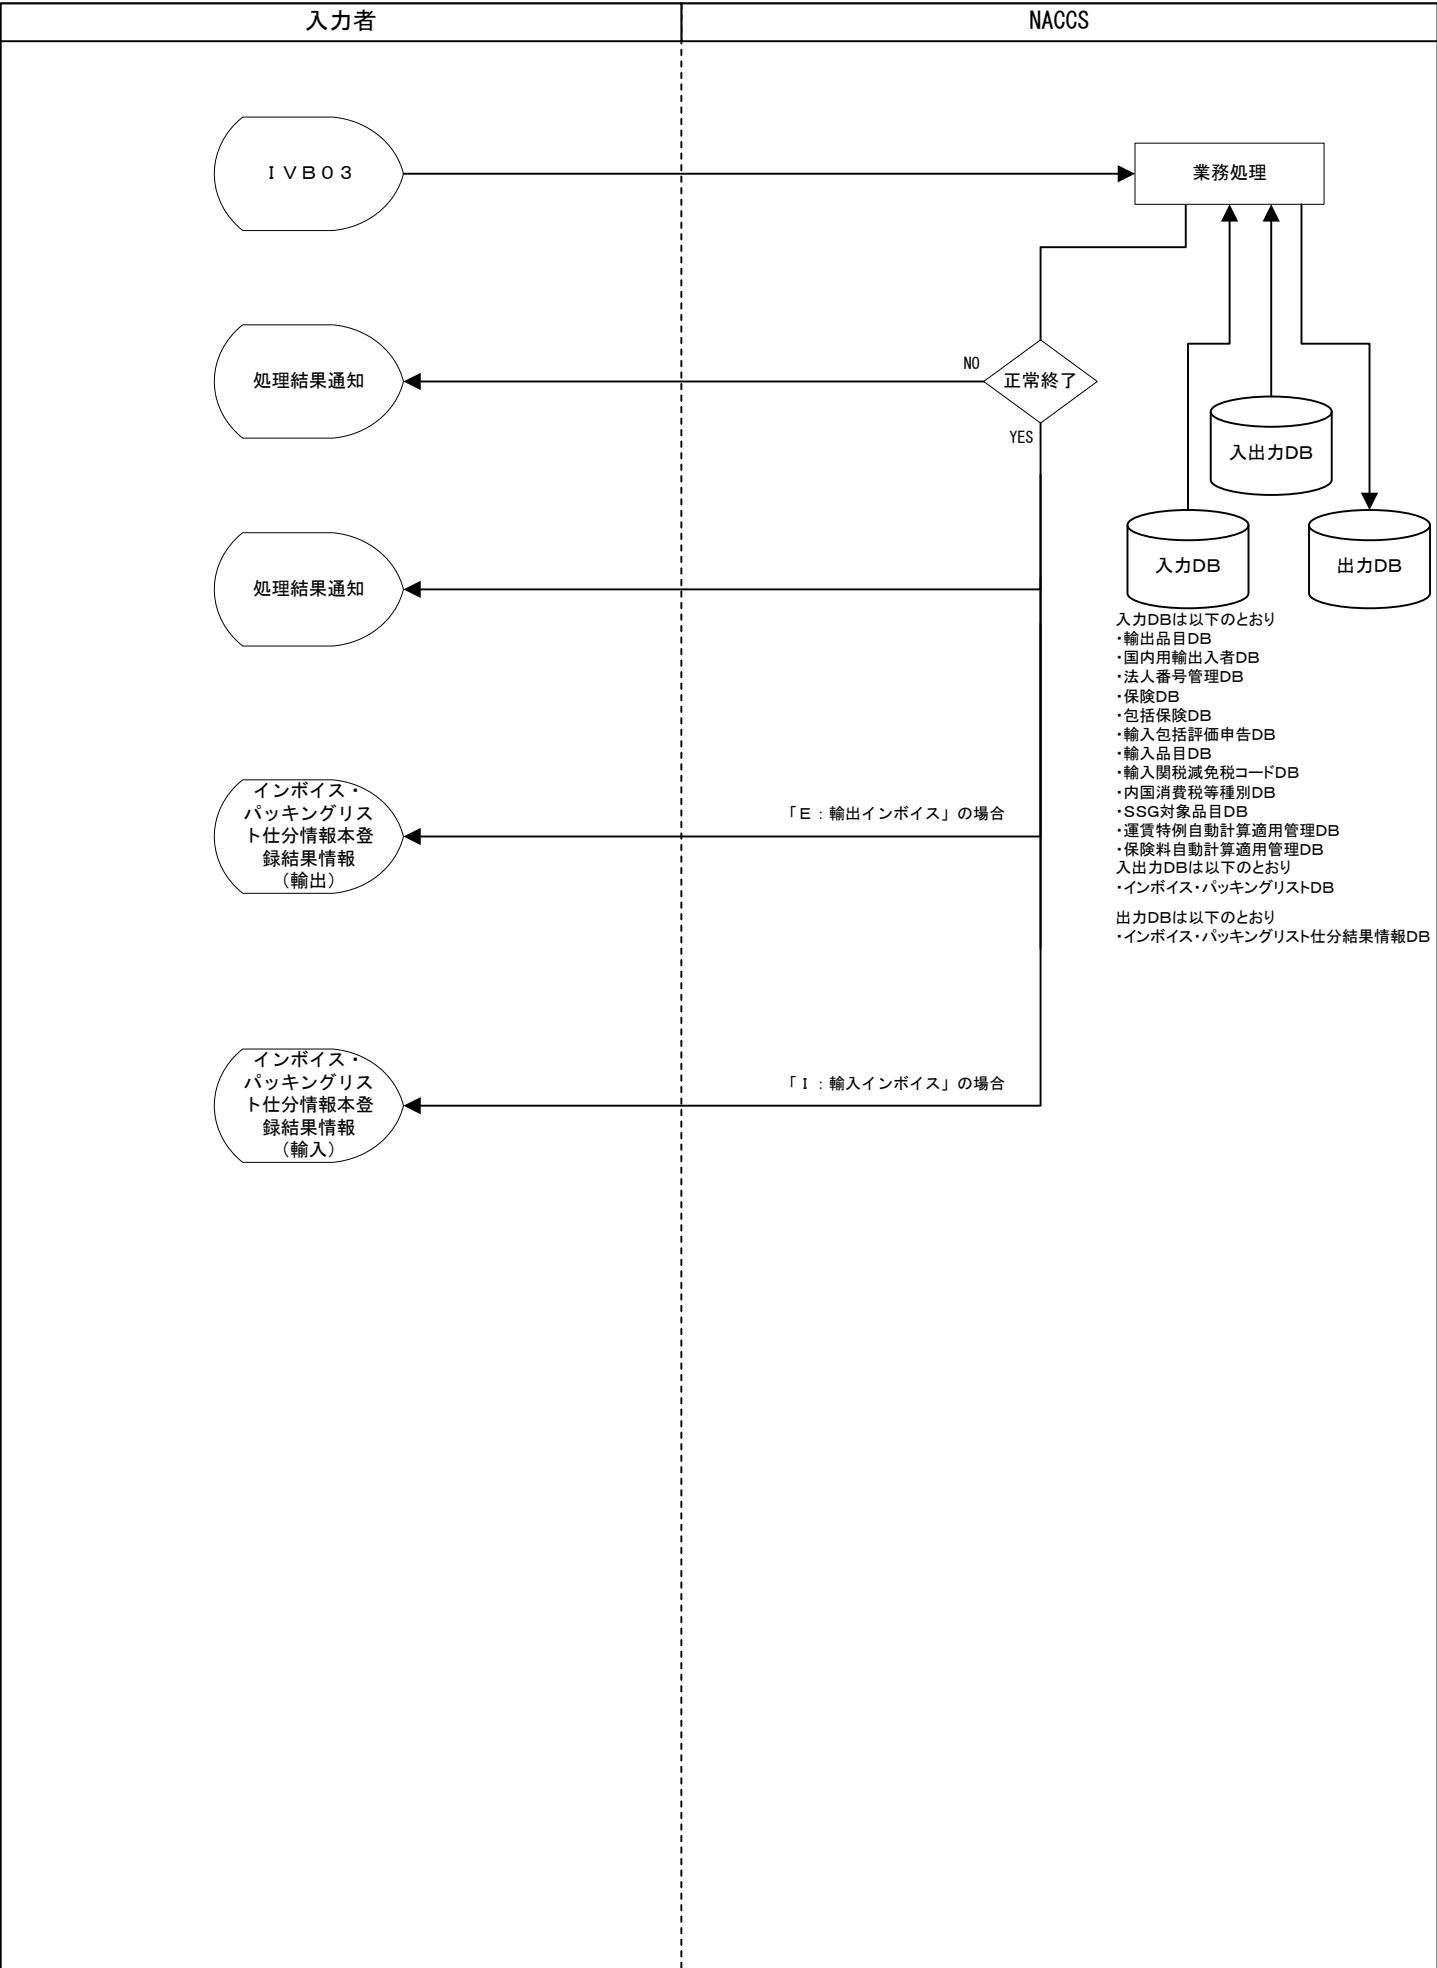 入力者
NACCS
ＩＶＢ０３
業務処理
処理結果通知
NO
正常終了
YES
入出力DB
処理結果通知
入力DB
出力DB
入力DBは以下のとおり
・輸出品目DB
・国内用輸出入者DB
・法人番号管理DB
・保険DB
・包括保険DB
・輸入包括評価申告DB
・輸入品目DB
・輸入関税減免税コードDB
・内国消費税等種別DB
・SSG対象品目DB
・運賃特例自動計算適用管理DB
・保険料自動計算適用管理DB
入出力DBは以下のとおり
・インボイス・パッキングリストDB
出力DBは以下のとおり
・インボイス・パッキングリスト仕分結果情報DB
インボイス・
パッキングリス
ト仕分情報本登
録結果情報
（輸出）
「Ｅ：輸出インボイス」の場合
インボイス・
パッキングリス
ト仕分情報本登
録結果情報
（輸入）
「Ｉ：輸入インボイス」の場合